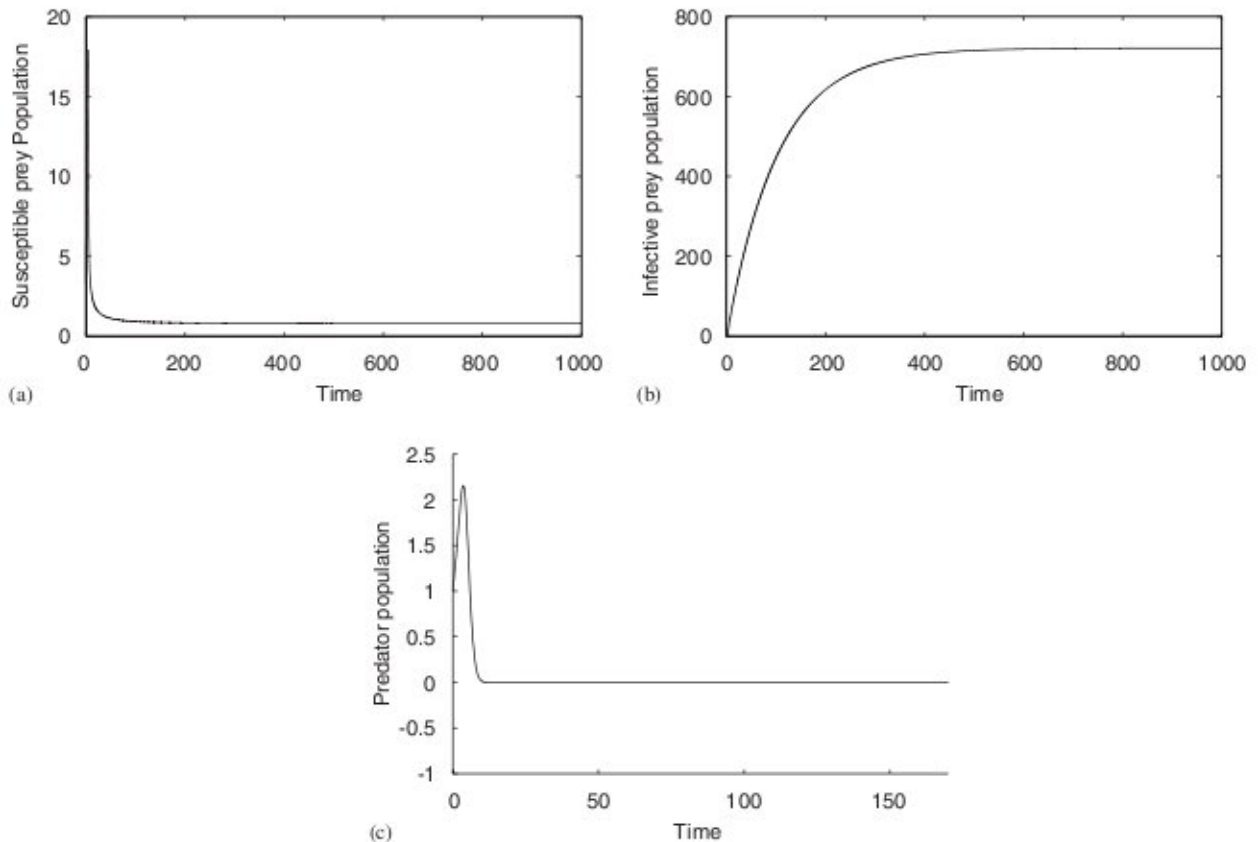 20
15
10
5
0
Susceptible prey Population
0 200 400 600 800 1000
Time
(a)
800
600
400
200
0
Infective prey population
0 200 400 600 800 1000
Time
(b)
2.5
2
1.5
1
0.5
0
-0.5
-1
Predator population
0 50 100 150
Time
(c)